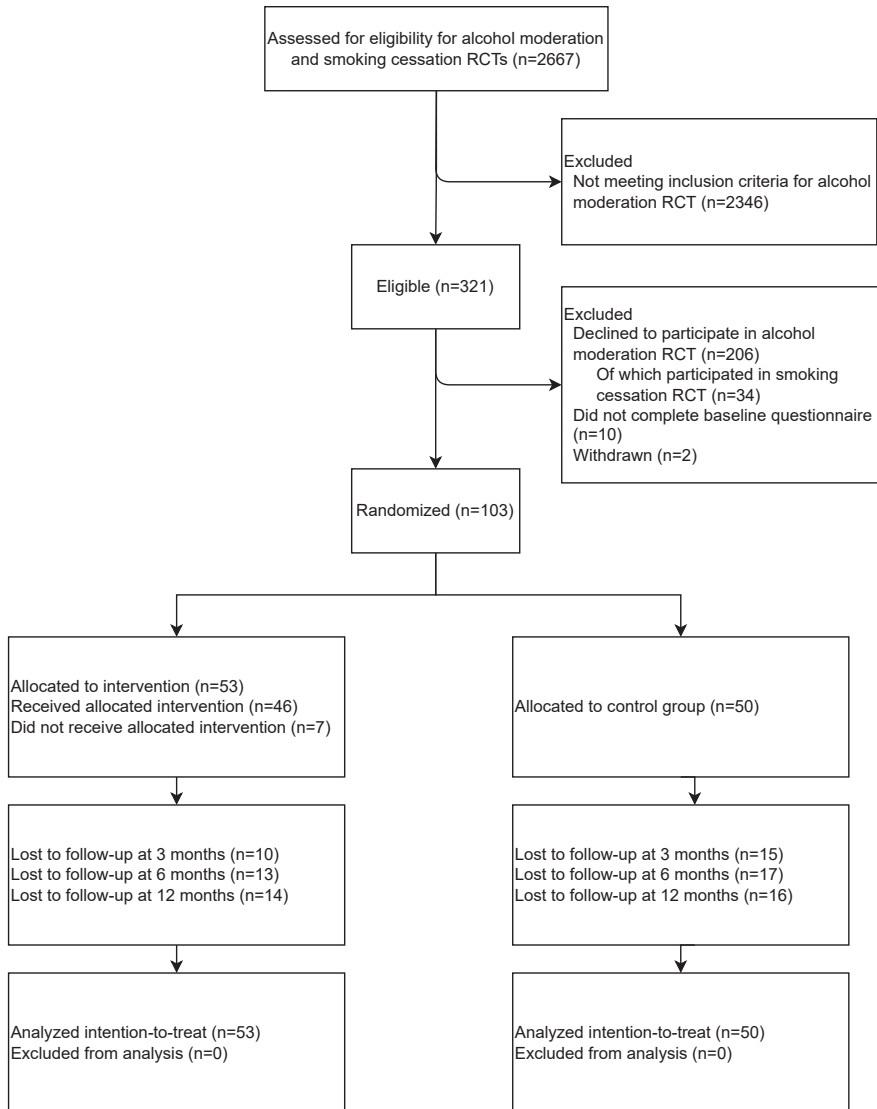 Assessed for eligibility for alcohol moderation
and smoking cessation RCTs (n=2667)
Excluded
Not meeting inclusion criteria for alcohol
moderation RCT (n=2346)
Eligible (n=321)
Excluded
Declined to participate in alcohol
moderation RCT (n=206)
Of which participated in smoking
cessation RCT (n=34)
Did not complete baseline questionnaire
(n=10)
Withdrawn (n=2)
Randomized (n=103)
Allocated to intervention (n=53)
Received allocated intervention (n=46)
Did not receive allocated intervention (n=7)
Allocated to control group (n=50)
Lost to follow-up at 3 months (n=10)
Lost to follow-up at 6 months (n=13)
Lost to follow-up at 12 months (n=14)
Lost to follow-up at 3 months (n=15)
Lost to follow-up at 6 months (n=17)
Lost to follow-up at 12 months (n=16)
Analyzed intention-to-treat (n=53)
Excluded from analysis (n=0)
Analyzed intention-to-treat (n=50)
Excluded from analysis (n=0)